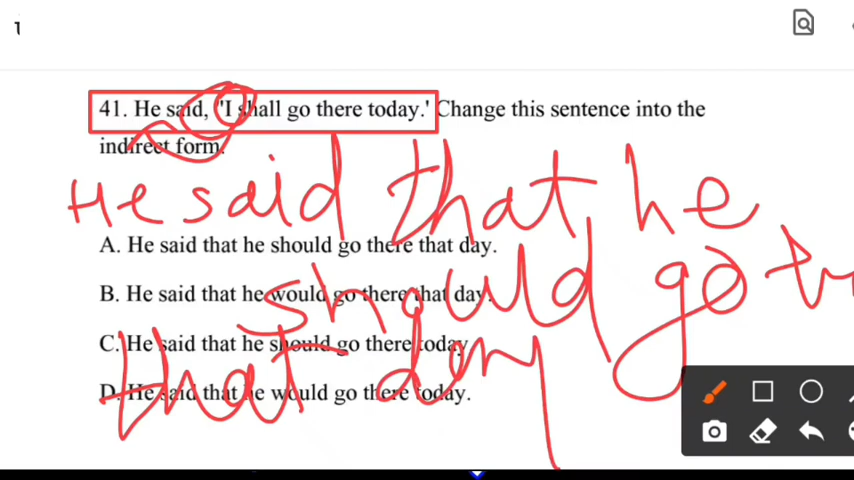 1
41. He said, 'I shall go there today.' Change this sentence into the
indirect form.
He said that he
A. He said that he should go there that day.
should go th
B. He said that he would go there that day.
C. He said that he should go there today
that day
D. He said that he would go there today.